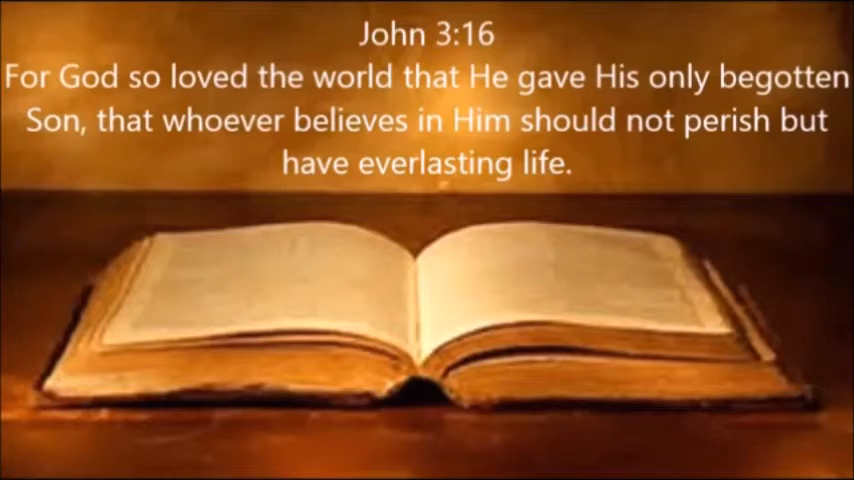 John 3:16
For God so loved the world that He gave His only begotten
Son, that whoever believes in Him should not perish but
have everlasting life.